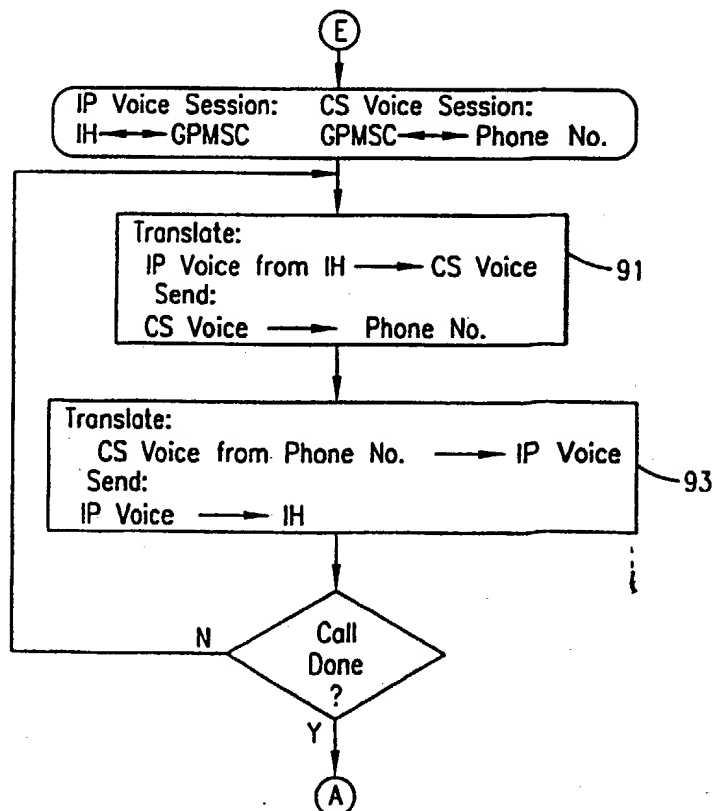 E
IP Voice Session: CS Voice Session:
IH GPMSC GPMSC Phone No.
Translate:
IP Voice from IH CS Voice
Send:
CS Voice Phone No.
91
Translate:
CS Voice from Phone No. IP Voice
Send:
IP Voice IH
93
N
Call
Done
?
Y
A